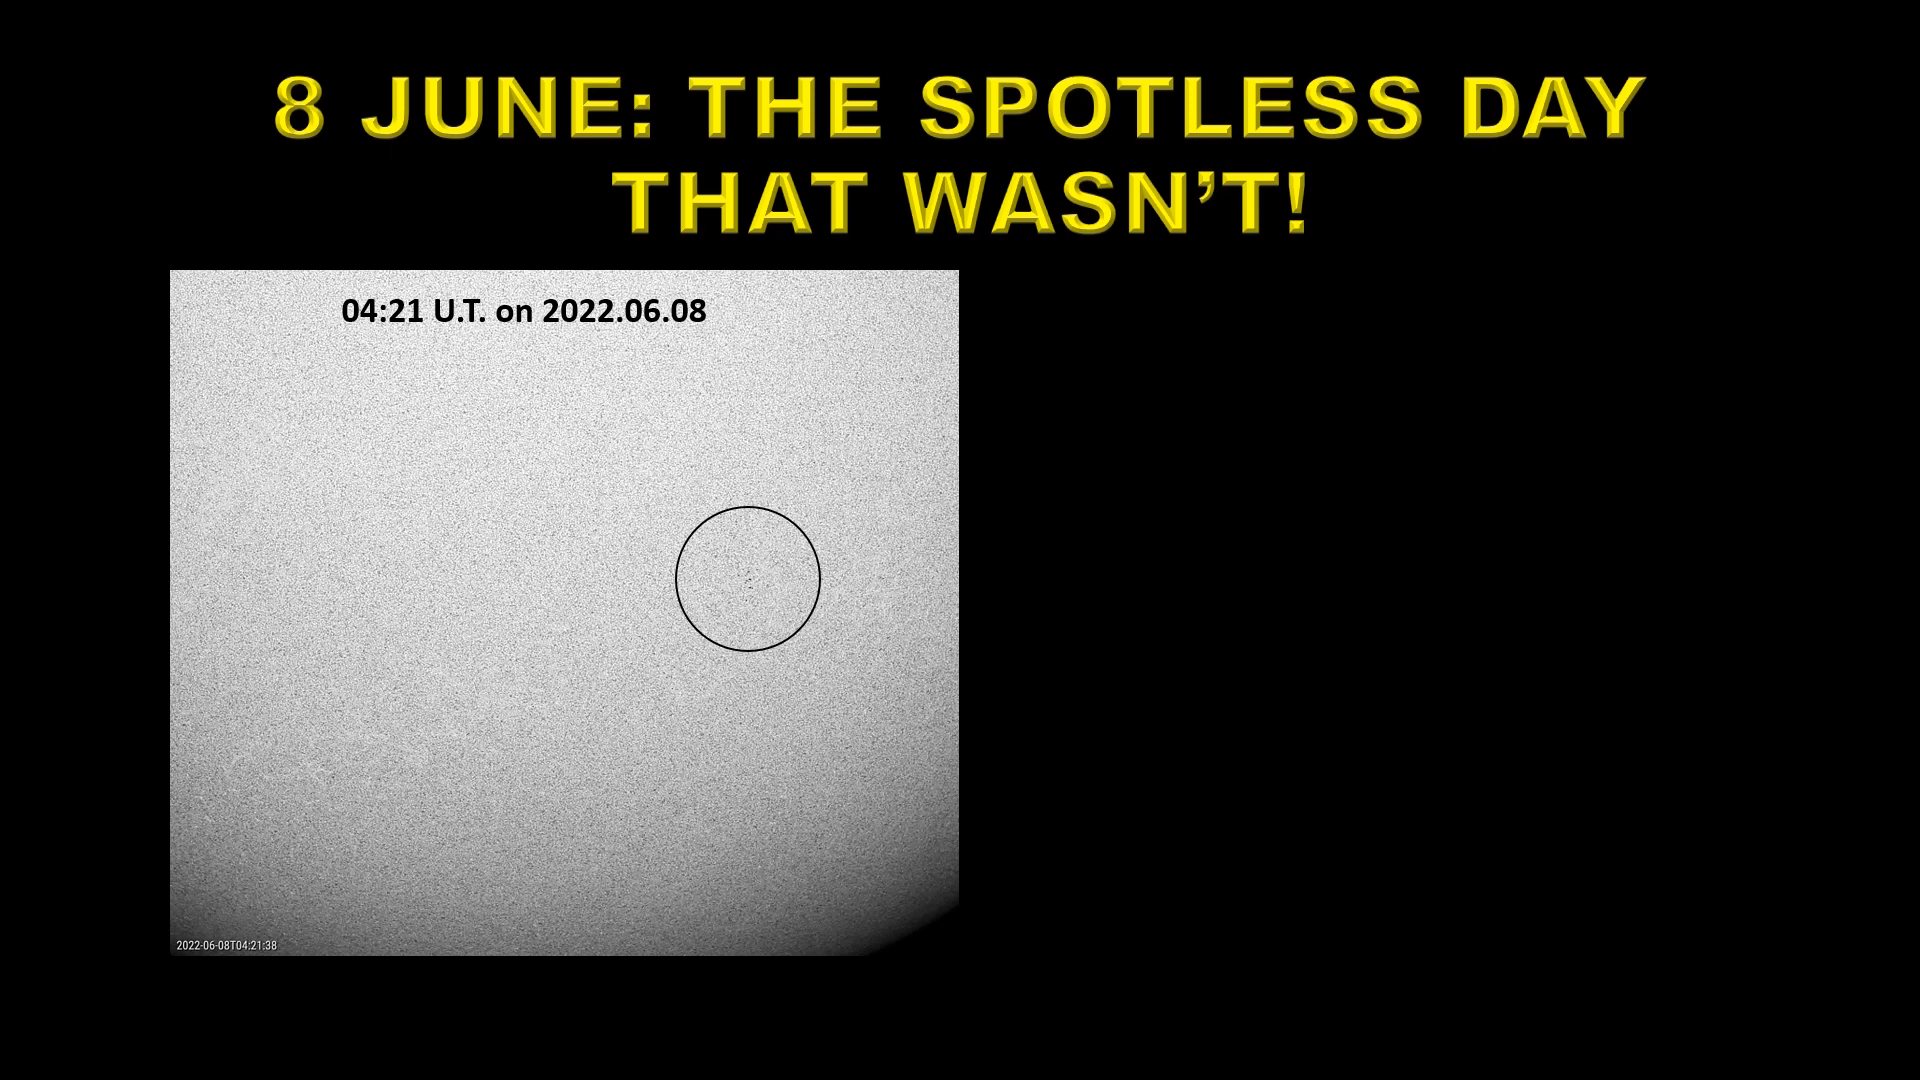 8 JUNE: THE SPOTLESS DAY
THAT WASN’T!
04:21 U.T. on 2022.06.08
2022-06-08T04:21:38